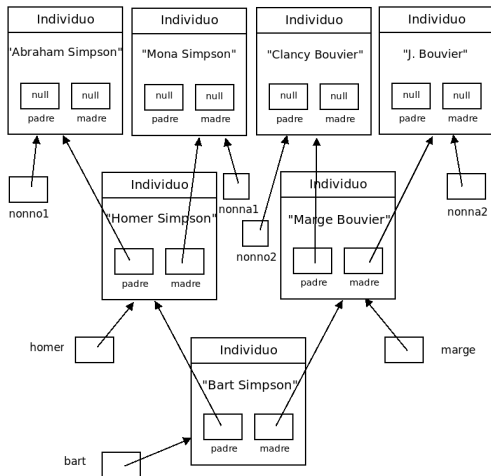 Individuo
Individuo
Individuo
Individuo
"Abraham Simpson"
"Mona Simpson"
"Clancy Bouvier"
"J. Bouvier"
null
null
null
null
null
null
null
null
padre
madre
padre
madre
padre
madre
padre
madre
Individuo
Individuo
nonno1
nonna1
nonna2
"Homer Simpson"
"Marge Bouvier"
nonno2
padre
madre
padre
madre
homer
marge
Individuo
"Bart Simpson"
padre
madre
bart